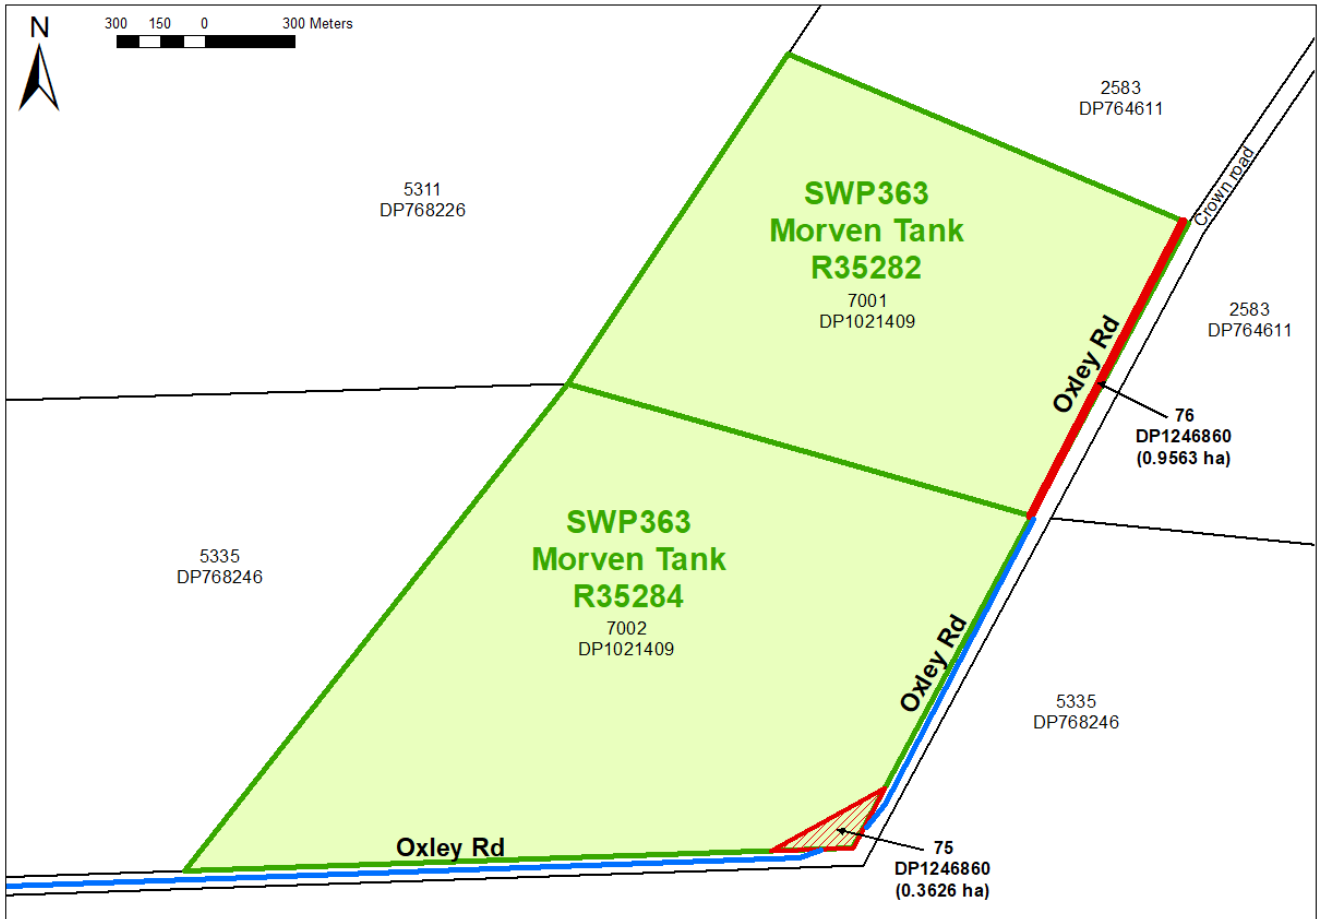 N
300 150 0 300 Meters
2583
DP764611
Crown road
5311
DP768226
SWP363
Morven Tank
R35282
7001
DP1021409
2583
DP764611
Oxley Rd
76
DP1246860
(0.9563 ha)
SWP363
Morven Tank
R35284
7002
DP1021409
5335
DP768246
Oxley Rd
5335
DP768246
Oxley Rd
75
DP1246860
(0.3626 ha)